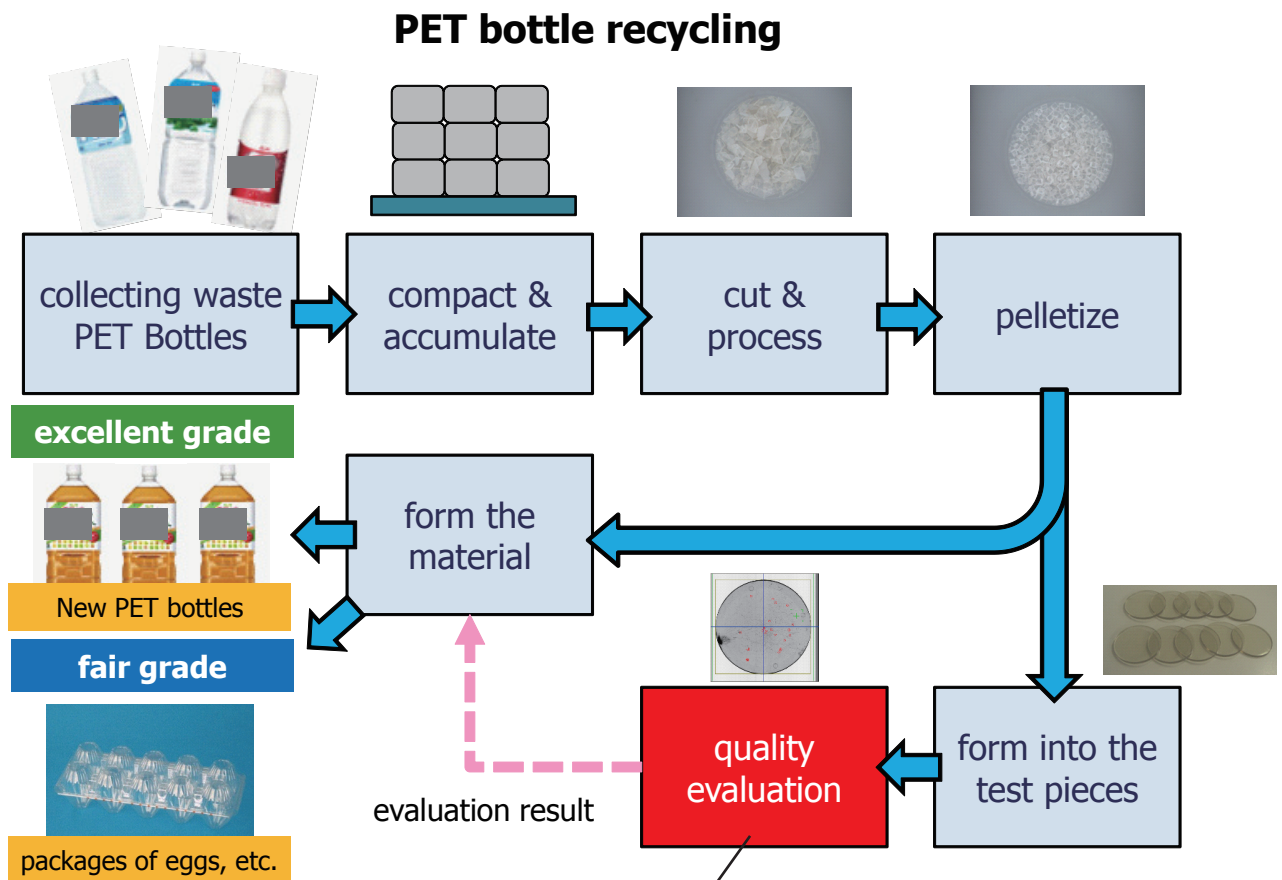 PET bottle recycling
collecting waste
PET Bottles
compact &
accumulate
cut &
process
pelletize
excellent grade
form the
material
New PET bottles
fair grade
quality
evaluation
form into the
test pieces
evaluation result
packages of eggs, etc.